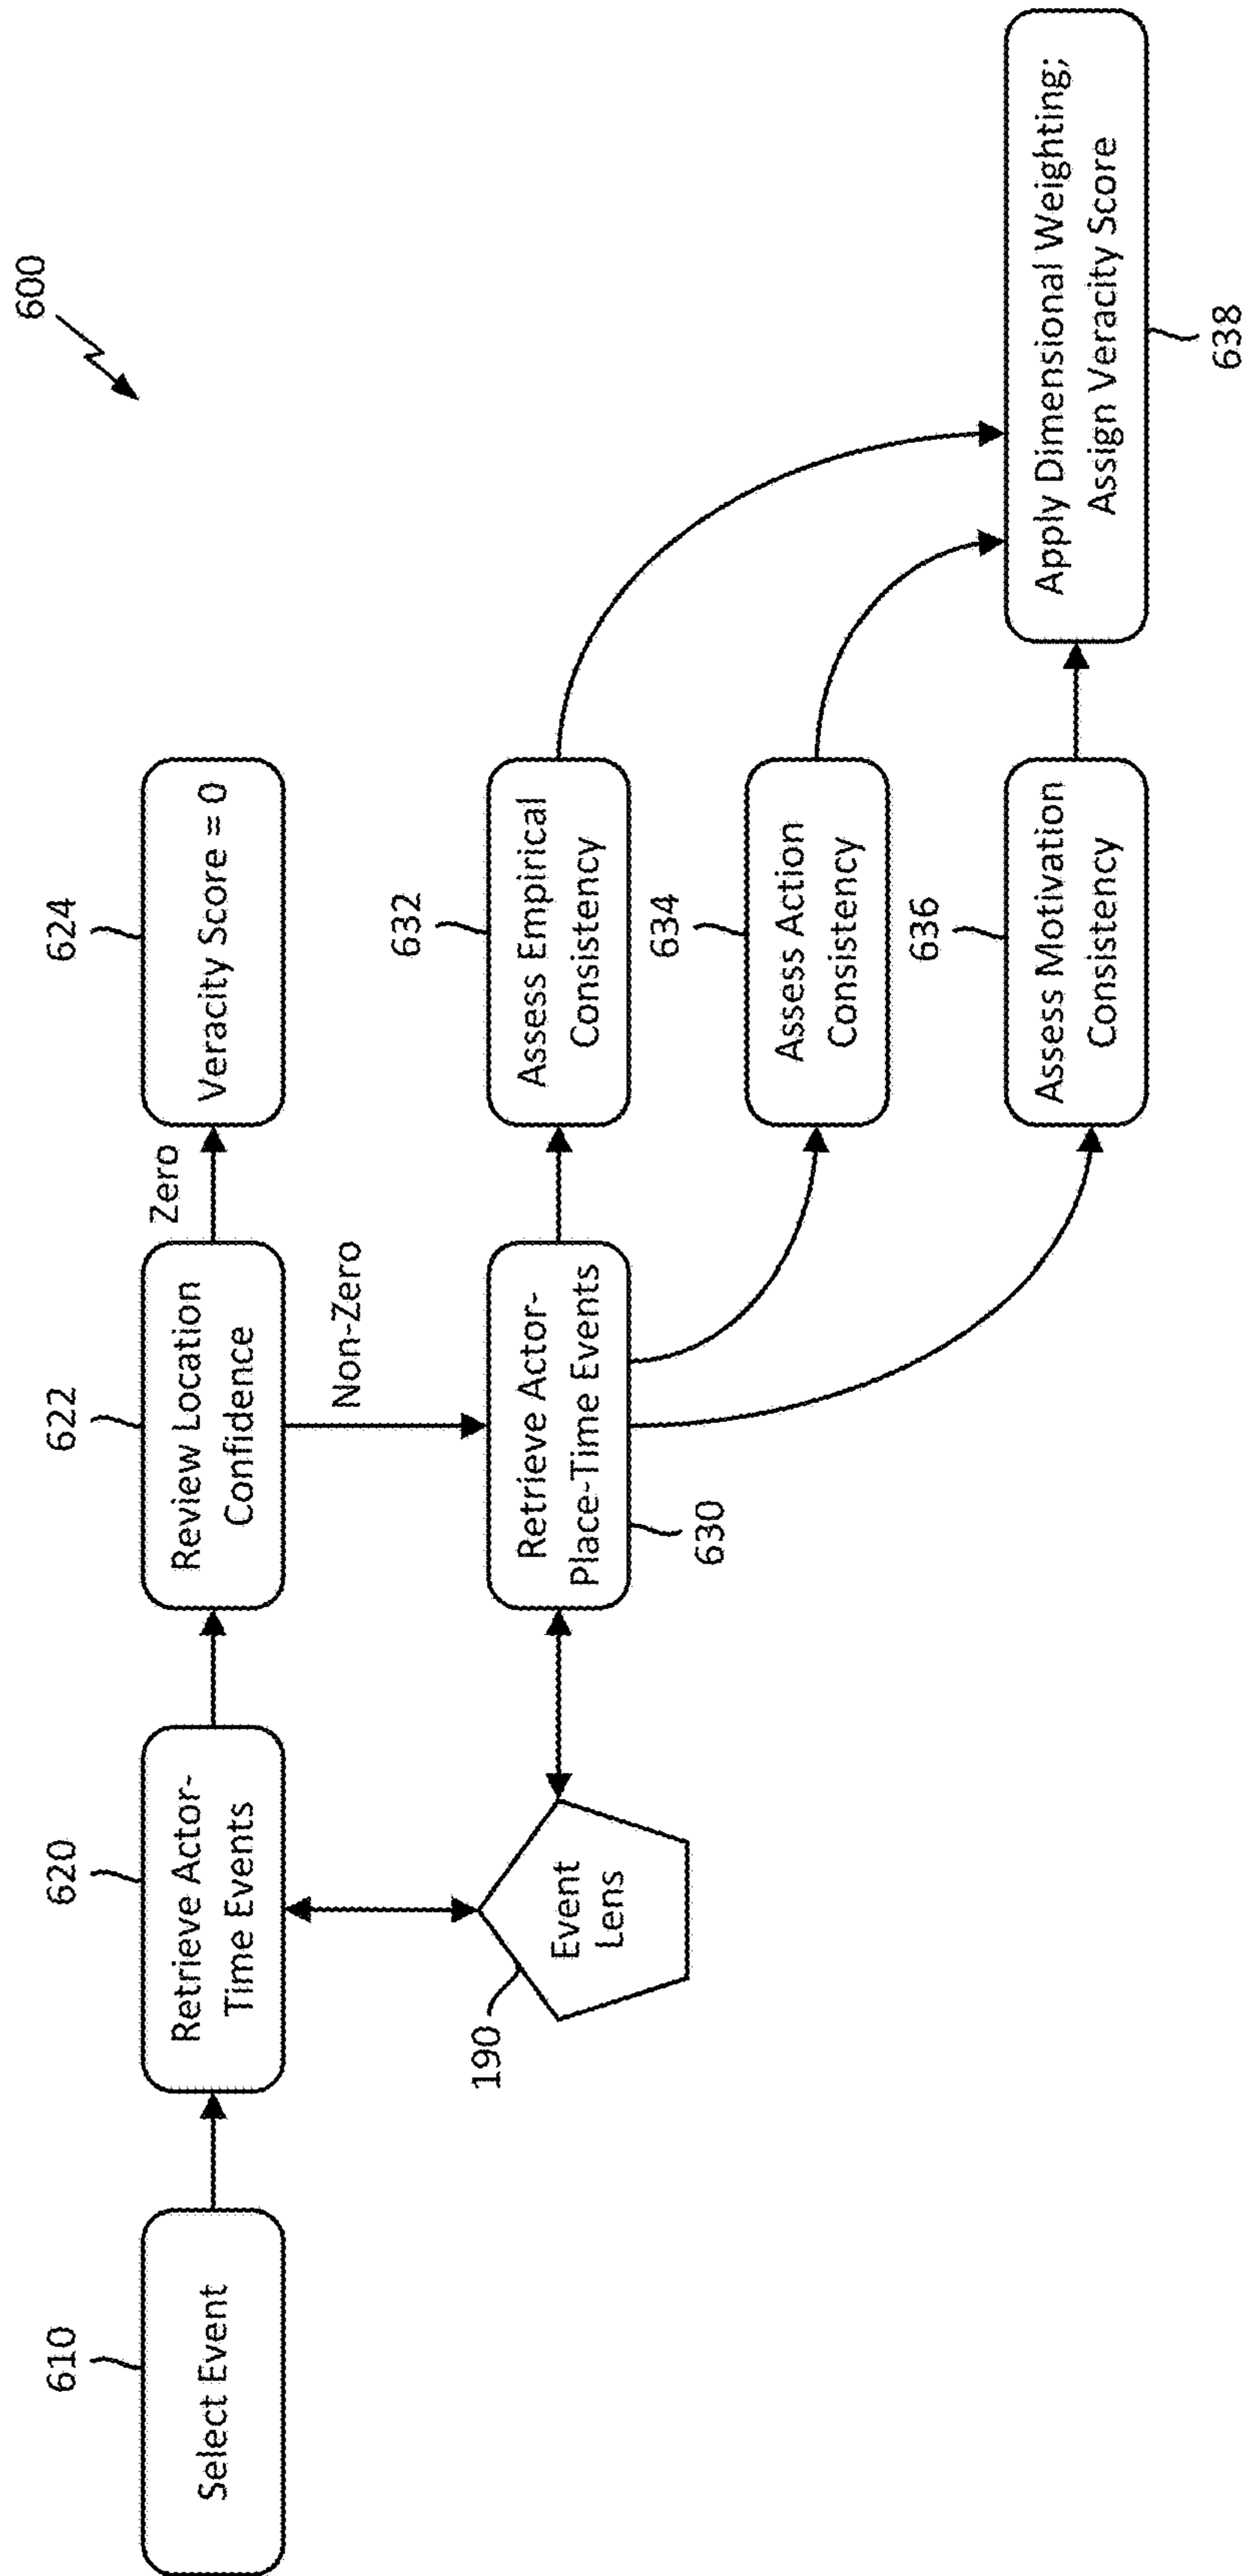 600
610
Select Event
620
Retrieve Actor-
Time Events
622
Review Location
Confidence
Zero
624
Veracity Score = 0
Non-Zero
190
Event
Lens
Retrieve Actor-
Place-Time Events
630
632
Assess Empirical
Consistency
634
Assess Action
Consistency
636
Assess Motivation
Consistency
Apply Dimensional Weighting;
Assign Veracity Score
638